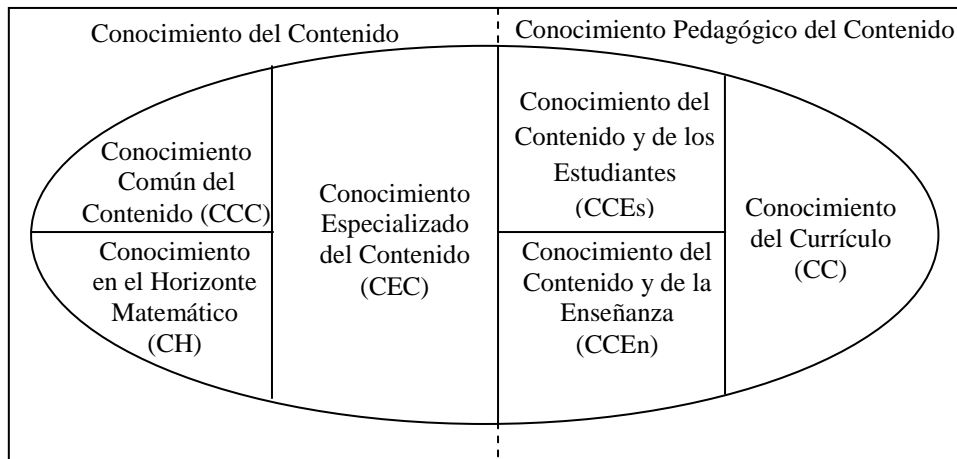 Conocimiento del Contenido
Conocimiento Pedagógico del Contenido
Conocimiento
Común del
Contenido (CCC)
Conocimiento
en el Horizonte
Matemático
(CH)
Conocimiento
Especializado
del Contenido
(CEC)
Conocimiento del
Contenido y de los
Estudiantes
(CCEs)
Conocimiento del
Contenido y de la
Enseñanza
(CCEn)
Conocimiento
del Currículo
(CC)